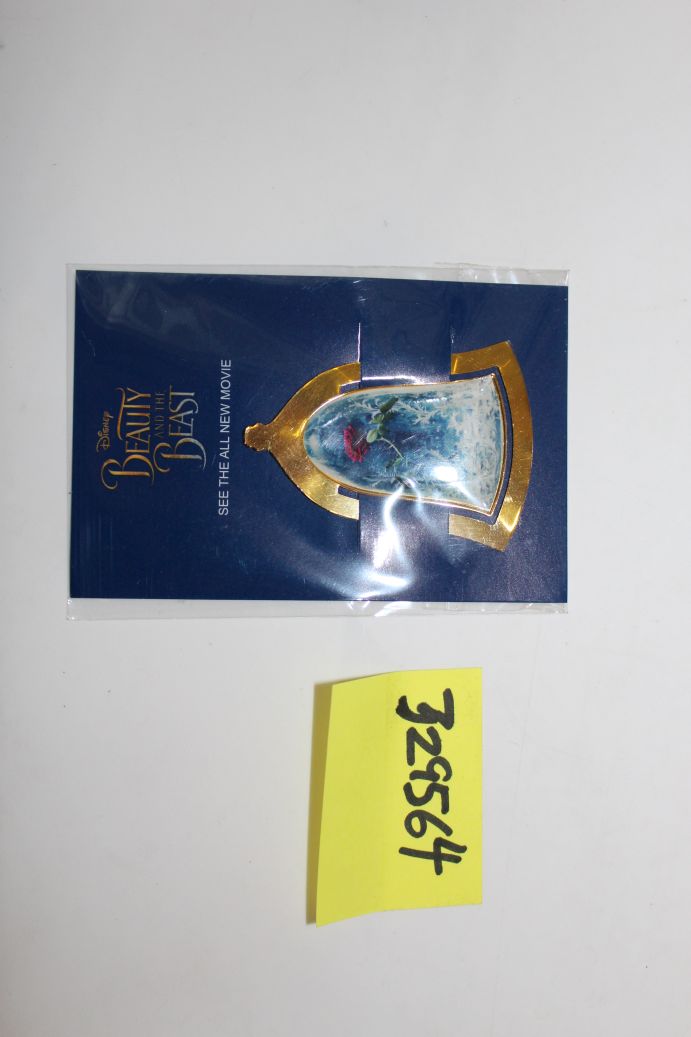 Disney
BEAUTY
AND THE
BEAST
SEE THE ALL NEW MOVIE
329564